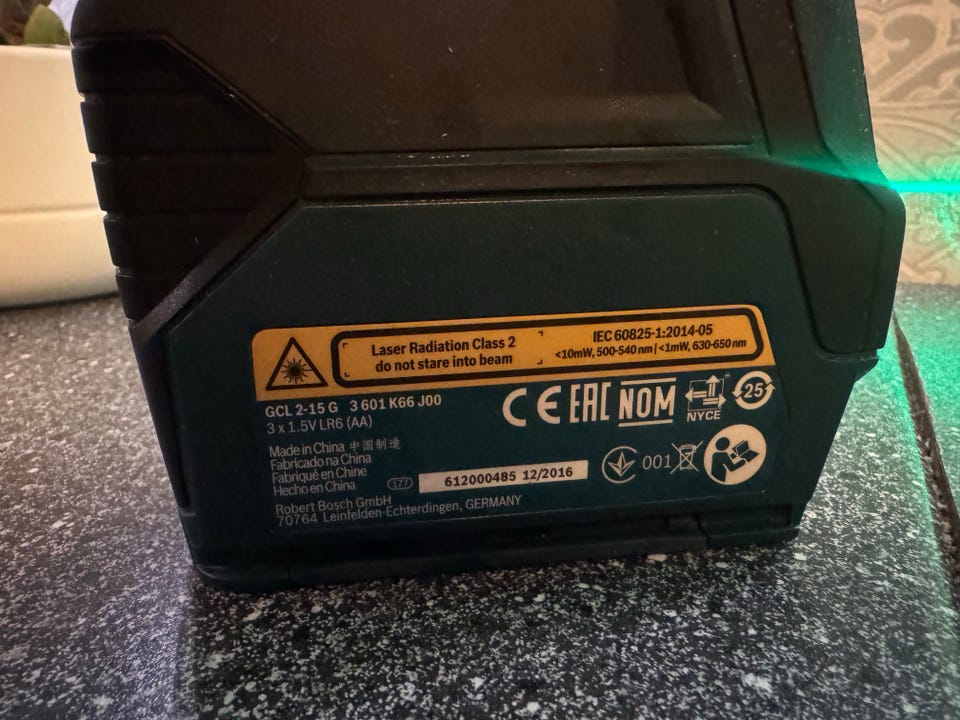 Laser Radiation Class 2
do not stare into beam
IEC 60825-1:2014-05
<10mW, 500-540 nm | <1mW, 630-650 nm
GCL 2-15 G 3 601 K66 J00
3 x 1.5V LR6 (AA)
CE EAC NOM NYCE 25
Made in China 中国制造
Fabricado na China
Fabriqué en Chine
Hecho en China
177
612000485 12/2016
001
Robert Bosch GmbH
70764 Leinfelden-Echterdingen, GERMANY